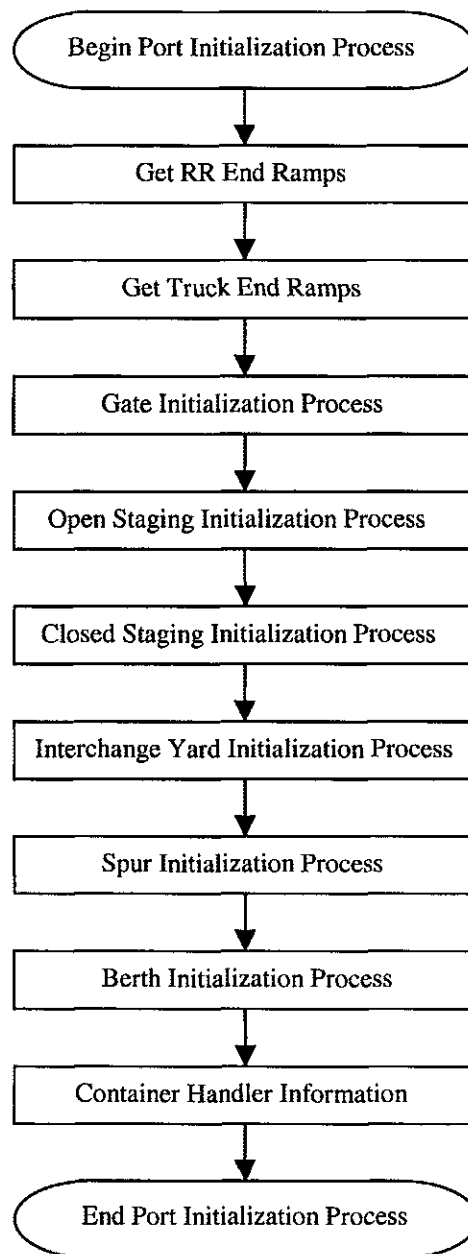 Begin Port Initialization Process
Get RR End Ramps
Get Truck End Ramps
Gate Initialization Process
Open Staging Initialization Process
Closed Staging Initialization Process
Interchange Yard Initialization Process
Spur Initialization Process
Berth Initialization Process
Container Handler Information
End Port Initialization Process